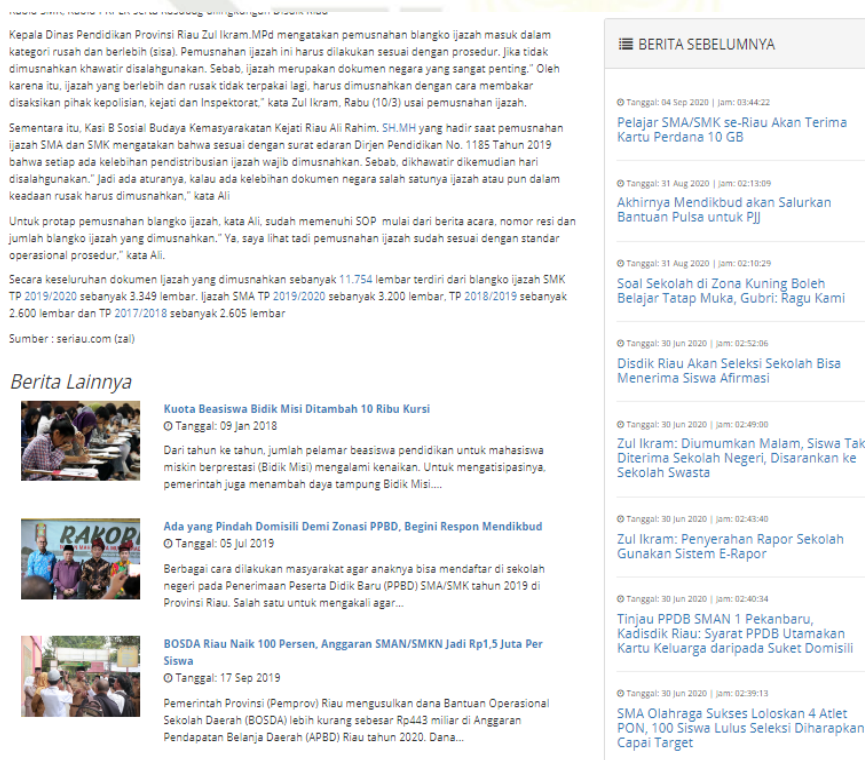 Kepala Dinas Pendidikan Provinsi Riau Zul Ikram.MPd mengatakan pemusnahan blangko ijazah masuk dalam
kategori rusah dan berlebih (sisa). Pemusnahan ijazah ini harus dilakukan sesuai dengan prosedur. Jika tidak
dimusnahkan khawatir disalahgunakan. Sebab, ijazah merupakan dokumen negara yang sangat penting." Oleh
karena itu, ijazah yang berlebih dan rusak tidak terpakai lagi, harus dimusnahkan dengan cara membakar
disaksikan pihak kepolisian, kejati dan Inspektorat," kata Zul Ikram, Rabu (10/3) usai pemusnahan ijazah.
Sementara itu, Kasi B Sosial Budaya Kemasyarakatan Kejati Riau Ali Rahim. SH.MH yang hadir saat pemusnahan
ijazah SMA dan SMK mengatakan bahwa sesuai dengan surat edaran Dirjen Pendidikan No. 1185 Tahun 2019
bahwa setiap ada kelebihan pendistribusian ijazah wajib dimusnahkan. Sebab, dikhawatir dikemudian hari
disalahgunakan." Jadi ada aturanya, kalau ada kelebihan dokumen negara salah satunya ijazah atau pun dalam
keadaan rusak harus dimusnahkan," kata Ali
Untuk protap pemusnahan blangko ijazah, kata Ali, sudah memenuhi SOP mulai dari berita acara, nomor resi dan
jumlah blangko ijazah yang dimusnahkan." Ya, saya lihat tadi pemusnahan ijazah sudah sesuai dengan standar
operasional prosedur," kata Ali.
Secara keseluruhan dokumen Ijazah yang dimusnahkan sebanyak 11.754 lembar terdiri dari blangko ijazah SMK
TP 2019/2020 sebanyak 3.349 lembar. Ijazah SMA TP 2019/2020 sebanyak 3.200 lembar, TP 2018/2019 sebanyak
2.600 lembar dan TP 2017/2018 sebanyak 2.605 lembar
Sumber : seriau.com (zal)
Berita Lainnya
Kuota Beasiswa Bidik Misi Ditambah 10 Ribu Kursi
Tanggal: 09 Jan 2018
Dari tahun ke tahun, jumlah pelamar beasiswa pendidikan untuk mahasiswa
miskin berprestasi (Bidik Misi) mengalami kenaikan. Untuk mengatisipasinya,
pemerintah juga menambah daya tampung Bidik Misi....
RAKOR
Ada yang Pindah Domisili Demi Zonasi PPBD, Begini Respon Mendikbud
Tanggal: 05 Jul 2019
Berbagai cara dilakukan masyarakat agar anaknya bisa mendaftar di sekolah
negeri pada Penerimaan Peserta Didik Baru (PPBD) SMA/SMK tahun 2019 di
Provinsi Riau. Salah satu untuk mengakali agar...
BOSDA Riau Naik 100 Persen, Anggaran SMAN/SMKN Jadi Rp1,5 Juta Per
Siswa
Tanggal: 17 Sep 2019
Pemerintah Provinsi (Pemprov) Riau mengusulkan dana Bantuan Operasional
Sekolah Daerah (BOSDA) lebih kurang sebesar Rp443 miliar di Anggaran
Pendapatan Belanja Daerah (APBD) Riau tahun 2020. Dana...
BERITA SEBELUMNYA
Tanggal: 04 Sep 2020 | Jam: 03:44:22
Pelajar SMA/SMK se-Riau Akan Terima
Kartu Perdana 10 GB
Tanggal: 31 Aug 2020 | Jam: 02:13:09
Akhirnya Mendikbud akan Salurkan
Bantuan Pulsa untuk PJJ
Tanggal: 31 Aug 2020 | Jam: 02:10:29
Soal Sekolah di Zona Kuning Boleh
Belajar Tatap Muka, Gubri: Ragu Kami
Tanggal: 30 Jun 2020 | Jam: 02:52:06
Disdik Riau Akan Seleksi Sekolah Bisa
Menerima Siswa Afirmasi
Tanggal: 30 Jun 2020 | Jam: 02:49:00
Zul Ikram: Diumumkan Malam, Siswa Tak
Diterima Sekolah Negeri, Disarankan ke
Sekolah Swasta
Tanggal: 30 Jun 2020 | Jam: 02:43:40
Zul Ikram: Penyerahan Rapor Sekolah
Gunakan Sistem E-Rapor
Tanggal: 30 Jun 2020 | Jam: 02:40:34
Tinjau PPDB SMAN 1 Pekanbaru,
Kadisdik Riau: Syarat PPDB Utamakan
Kartu Keluarga daripada Suket Domisili
Tanggal: 30 Jun 2020 | Jam: 02:39:13
SMA Olahraga Sukses Loloskan 4 Atlet
PON, 100 Siswa Lulus Seleksi Diharapkan
Capai Target